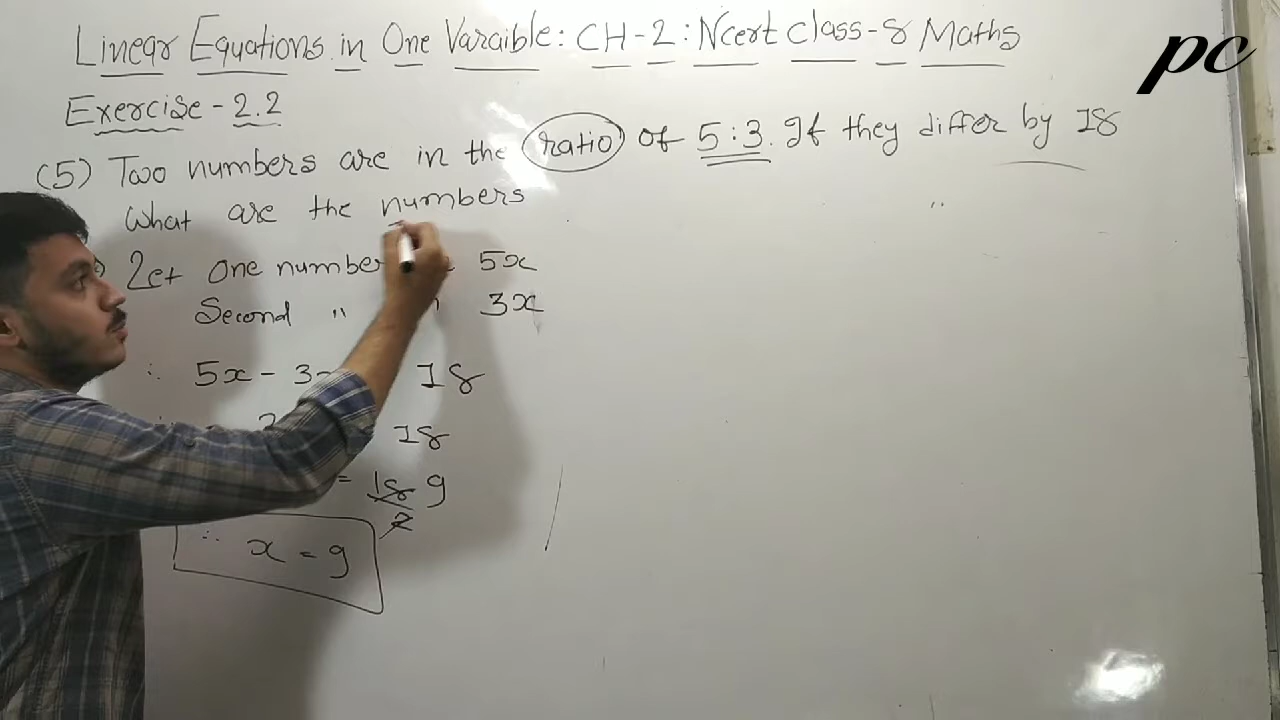 Linear Equations in One Varaible: CH-2: Ncert Class-8 Maths
pc
Exercise - 2.2
(5) Two numbers are in the ratio of 5:3. If they differ by 18
What are the numbers
Let One number 5x
Second " 3x
∴ 5x - 3 18
2 18
= 18/2 9
∴ x = 9